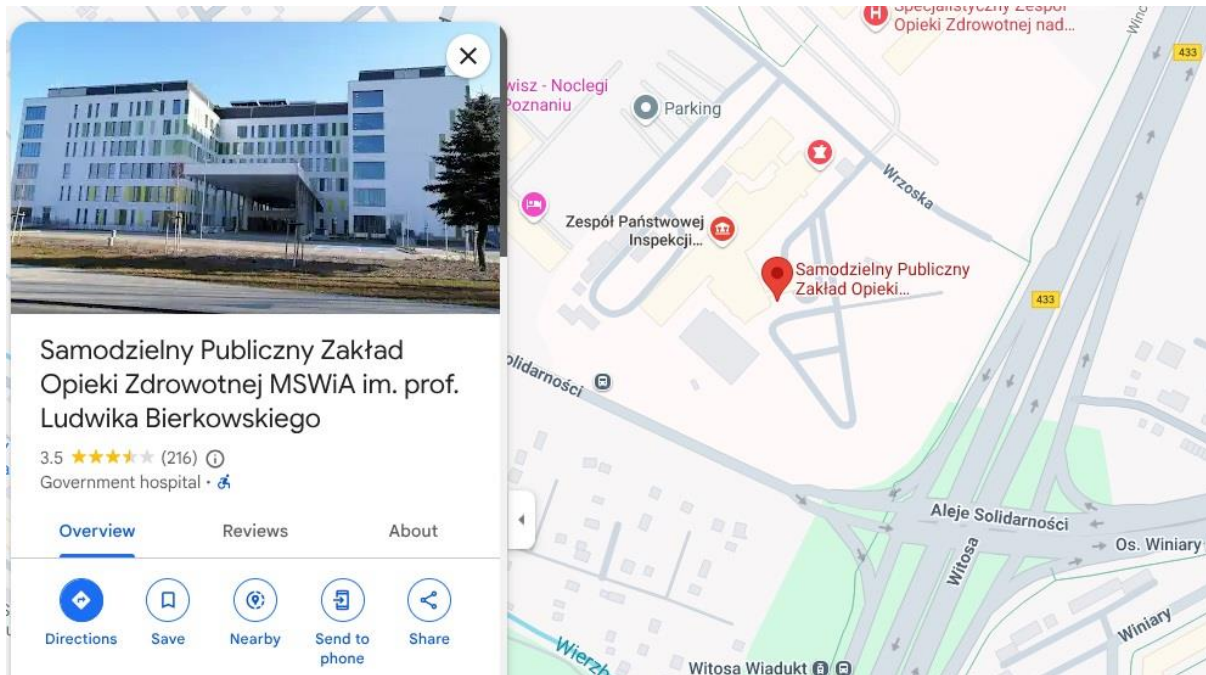 Samodzielny Publiczny Zakład
Opieki Zdrowotnej MSWiA im. prof.
Ludwika Bierkowskiego
3.5 (216)
Government hospital ·
Overview Reviews About
Directions Save Nearby Send to
phone Share
Specjalistyczny Zespół
Opieki Zdrowotnej nad...
Noclegi
Poznaniu
Parking
433
Wrzoska
Zespół Państwowej
Inspekcji...
Samodzielny Publiczny
Zakład Opieki...
433
Aleje Solidarności
Os. Winiary
Witosa
Winiary
Witosa Wiadukt